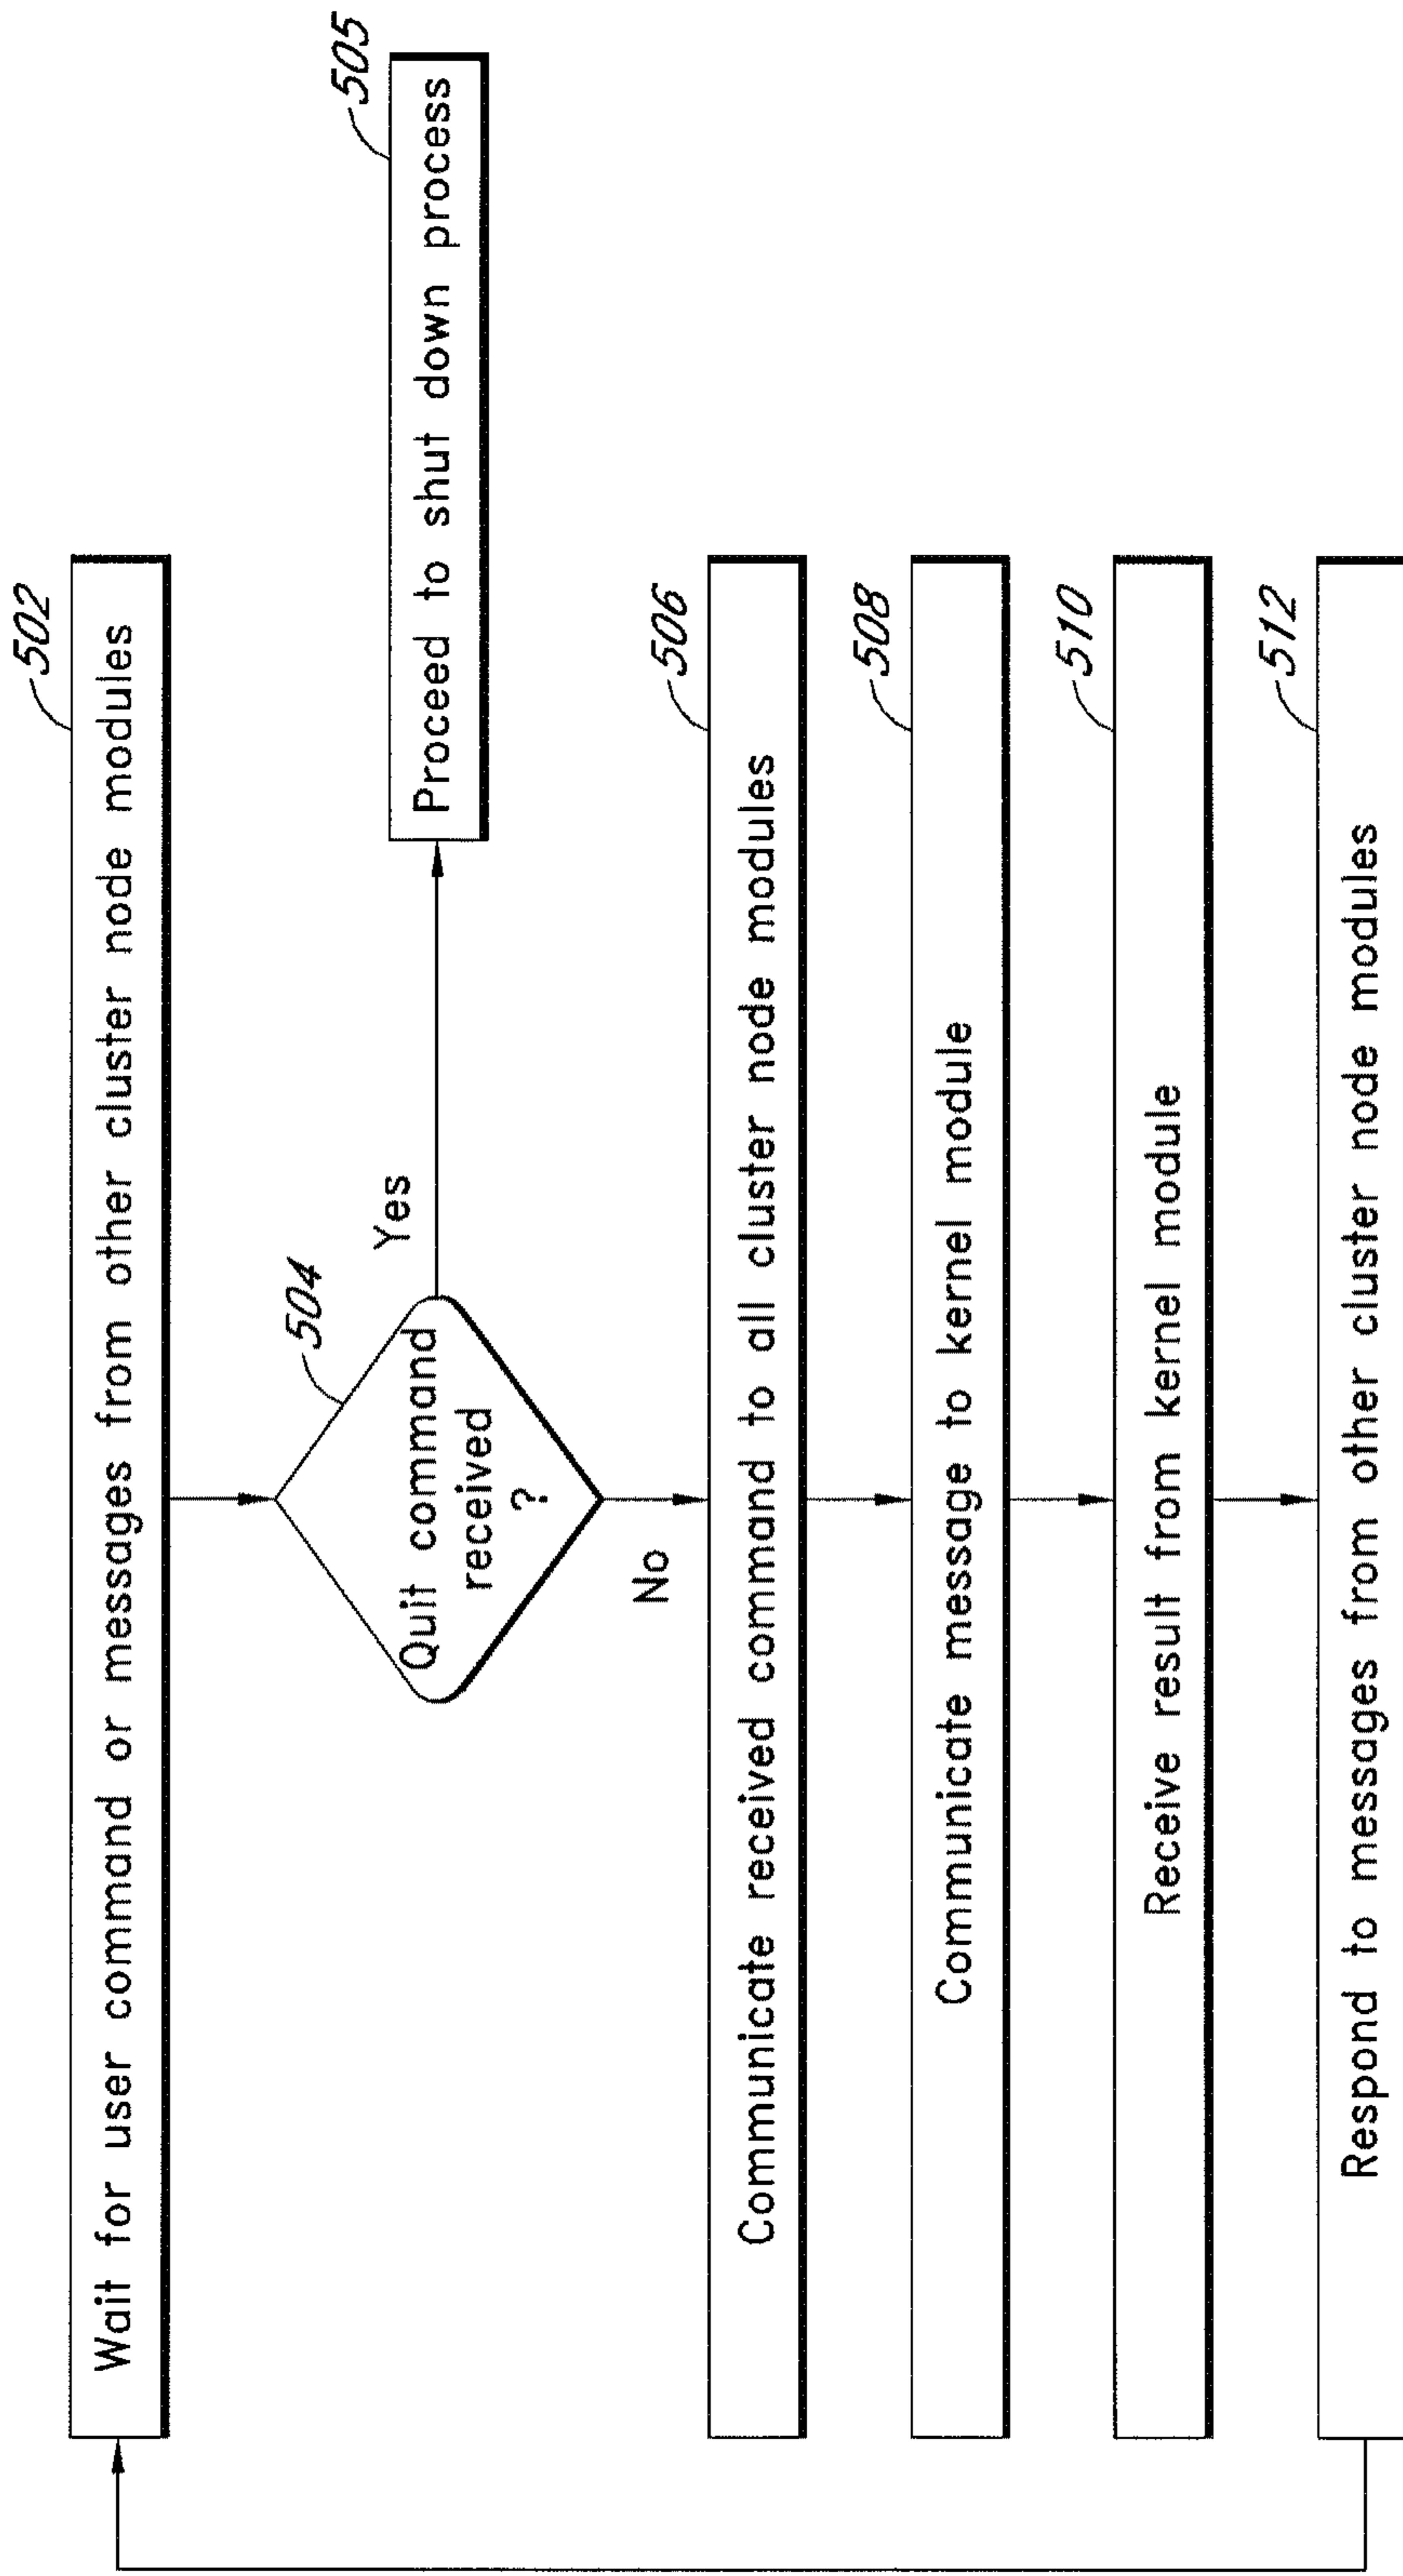 502
Wait for user command or messages from other cluster node modules
504
Quit command
received
?
Yes
505
Proceed to shut down process
No
506
Communicate received command to all cluster node modules
508
Communicate message to kernel module
510
Receive result from kernel module
512
Respond to messages from other cluster node modules